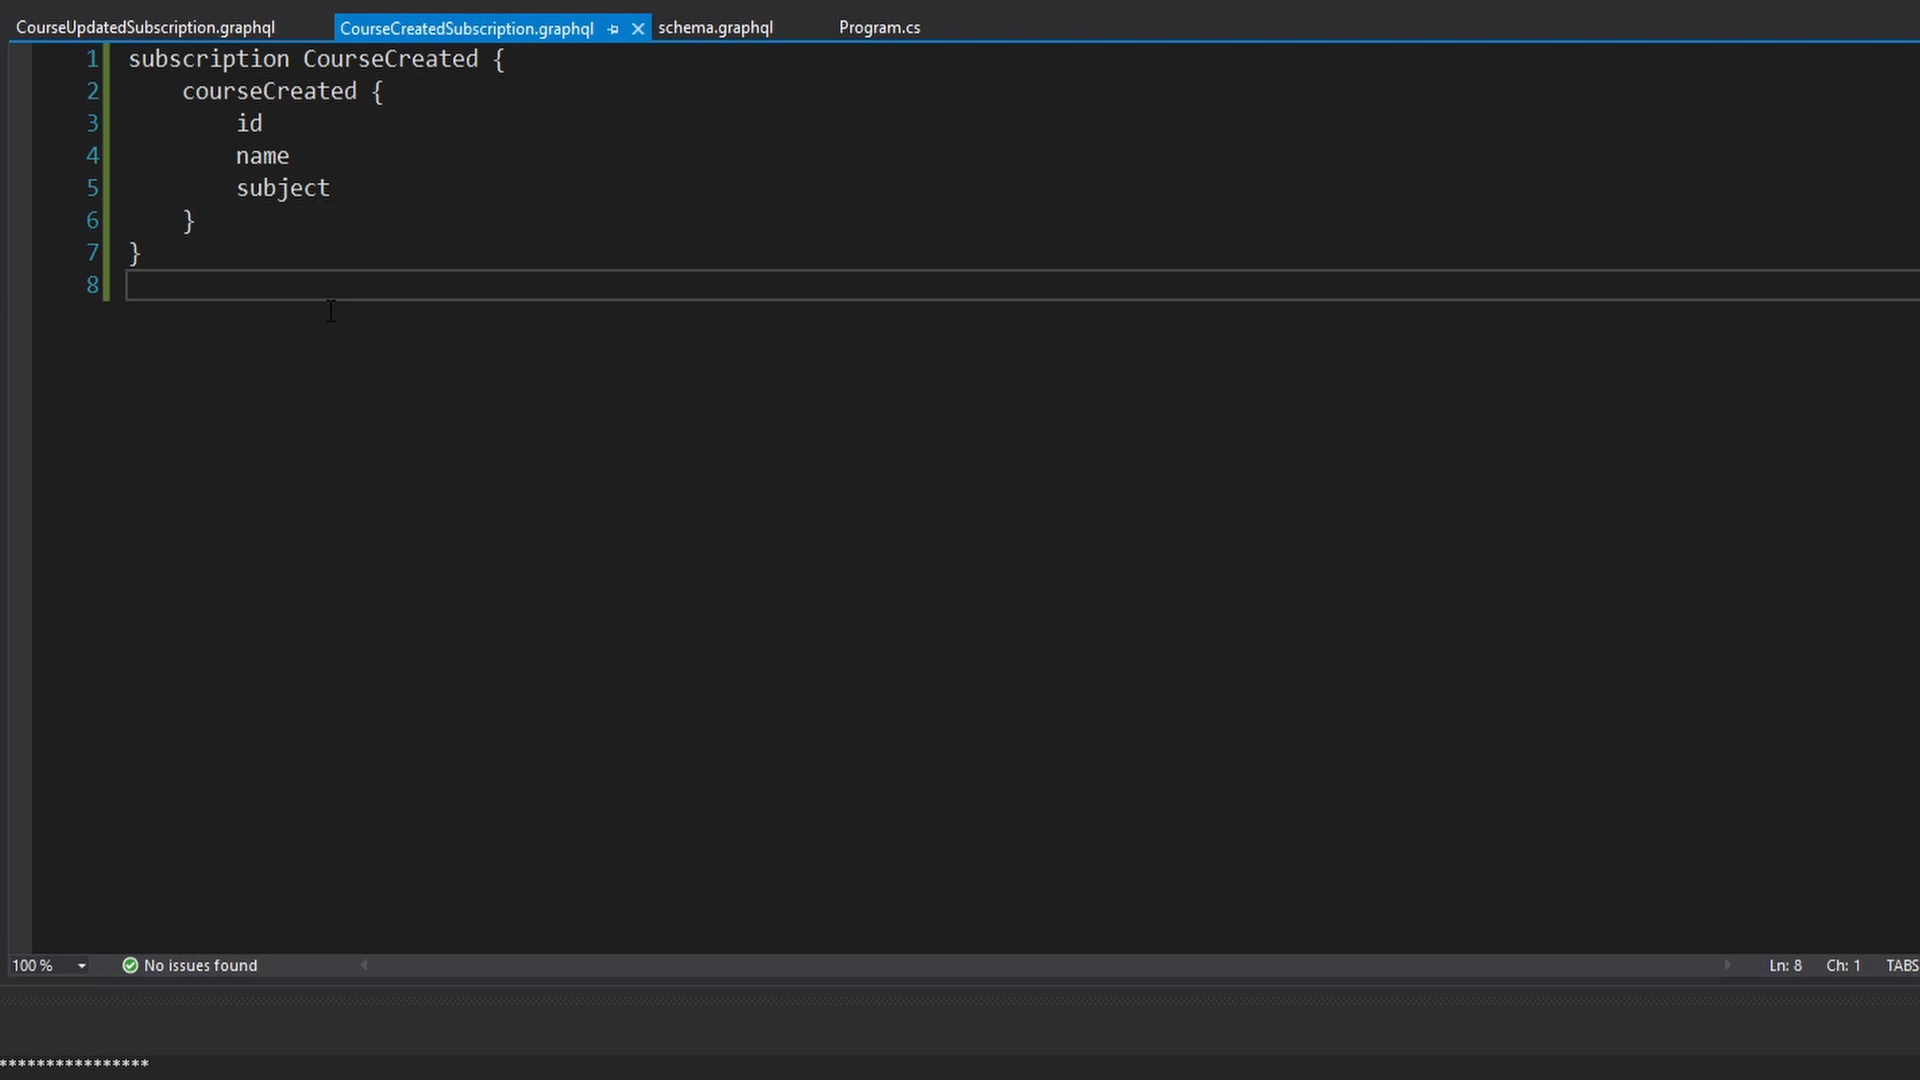 CourseUpdatedSubscription.graphql CourseCreatedSubscription.graphql schema.graphql Program.cs
1 subscription CourseCreated {
2 courseCreated {
3 id
4 name
5 subject
6 }
7 }
8
100 % No issues found Ln: 8 Ch: 1 TABS
****************